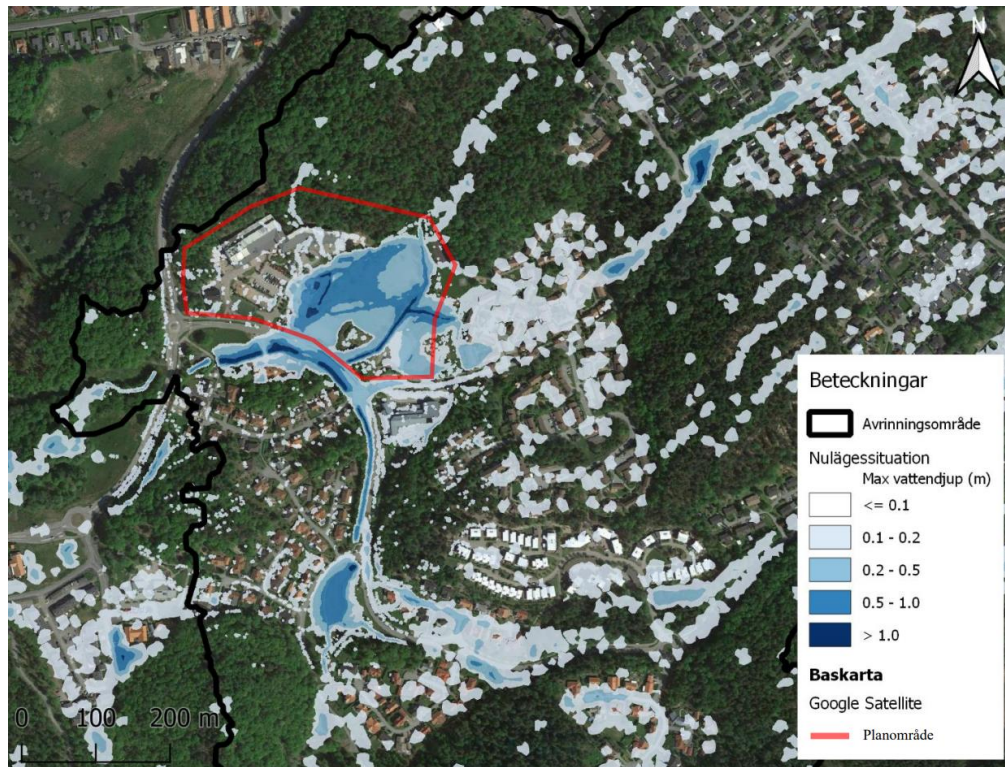 N
Beteckningar
Avrinningsområde
Nulägessituation
Max vattendjup (m)
<= 0.1
0.1 - 0.2
0.2 - 0.5
0.5 - 1.0
> 1.0
Baskarta
Google Satellite
Planområde
0 100 200 m